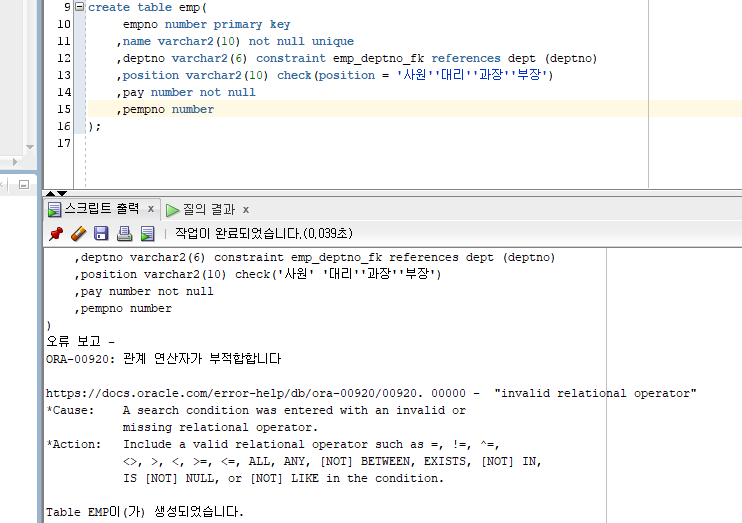 9 create table emp(
10 empno number primary key
11 ,name varchar2(10) not null unique
12 ,deptno varchar2(6) constraint emp_deptno_fk references dept (deptno)
13 ,position varchar2(10) check(position = '사원''대리''과장''부장')
14 ,pay number not null
15 ,pempno number
16 );
17
스크립트 출력 x 질의 결과 x
작업이 완료되었습니다.(0.039초)
,deptno varchar2(6) constraint emp_deptno_fk references dept (deptno)
,position varchar2(10) check('사원' '대리''과장''부장')
,pay number not null
,pempno number
)
오류 보고 -
ORA-00920: 관계 연산자가 부적합합니다
https://docs.oracle.com/error-help/db/ora-00920/00920. 00000 - "invalid relational operator"
*Cause: A search condition was entered with an invalid or
missing relational operator.
*Action: Include a valid relational operator such as =, !=, ^=,
<>, >, <, >=, <=, ALL, ANY, [NOT] BETWEEN, EXISTS, [NOT] IN,
IS [NOT] NULL, or [NOT] LIKE in the condition.
Table EMP이(가) 생성되었습니다.